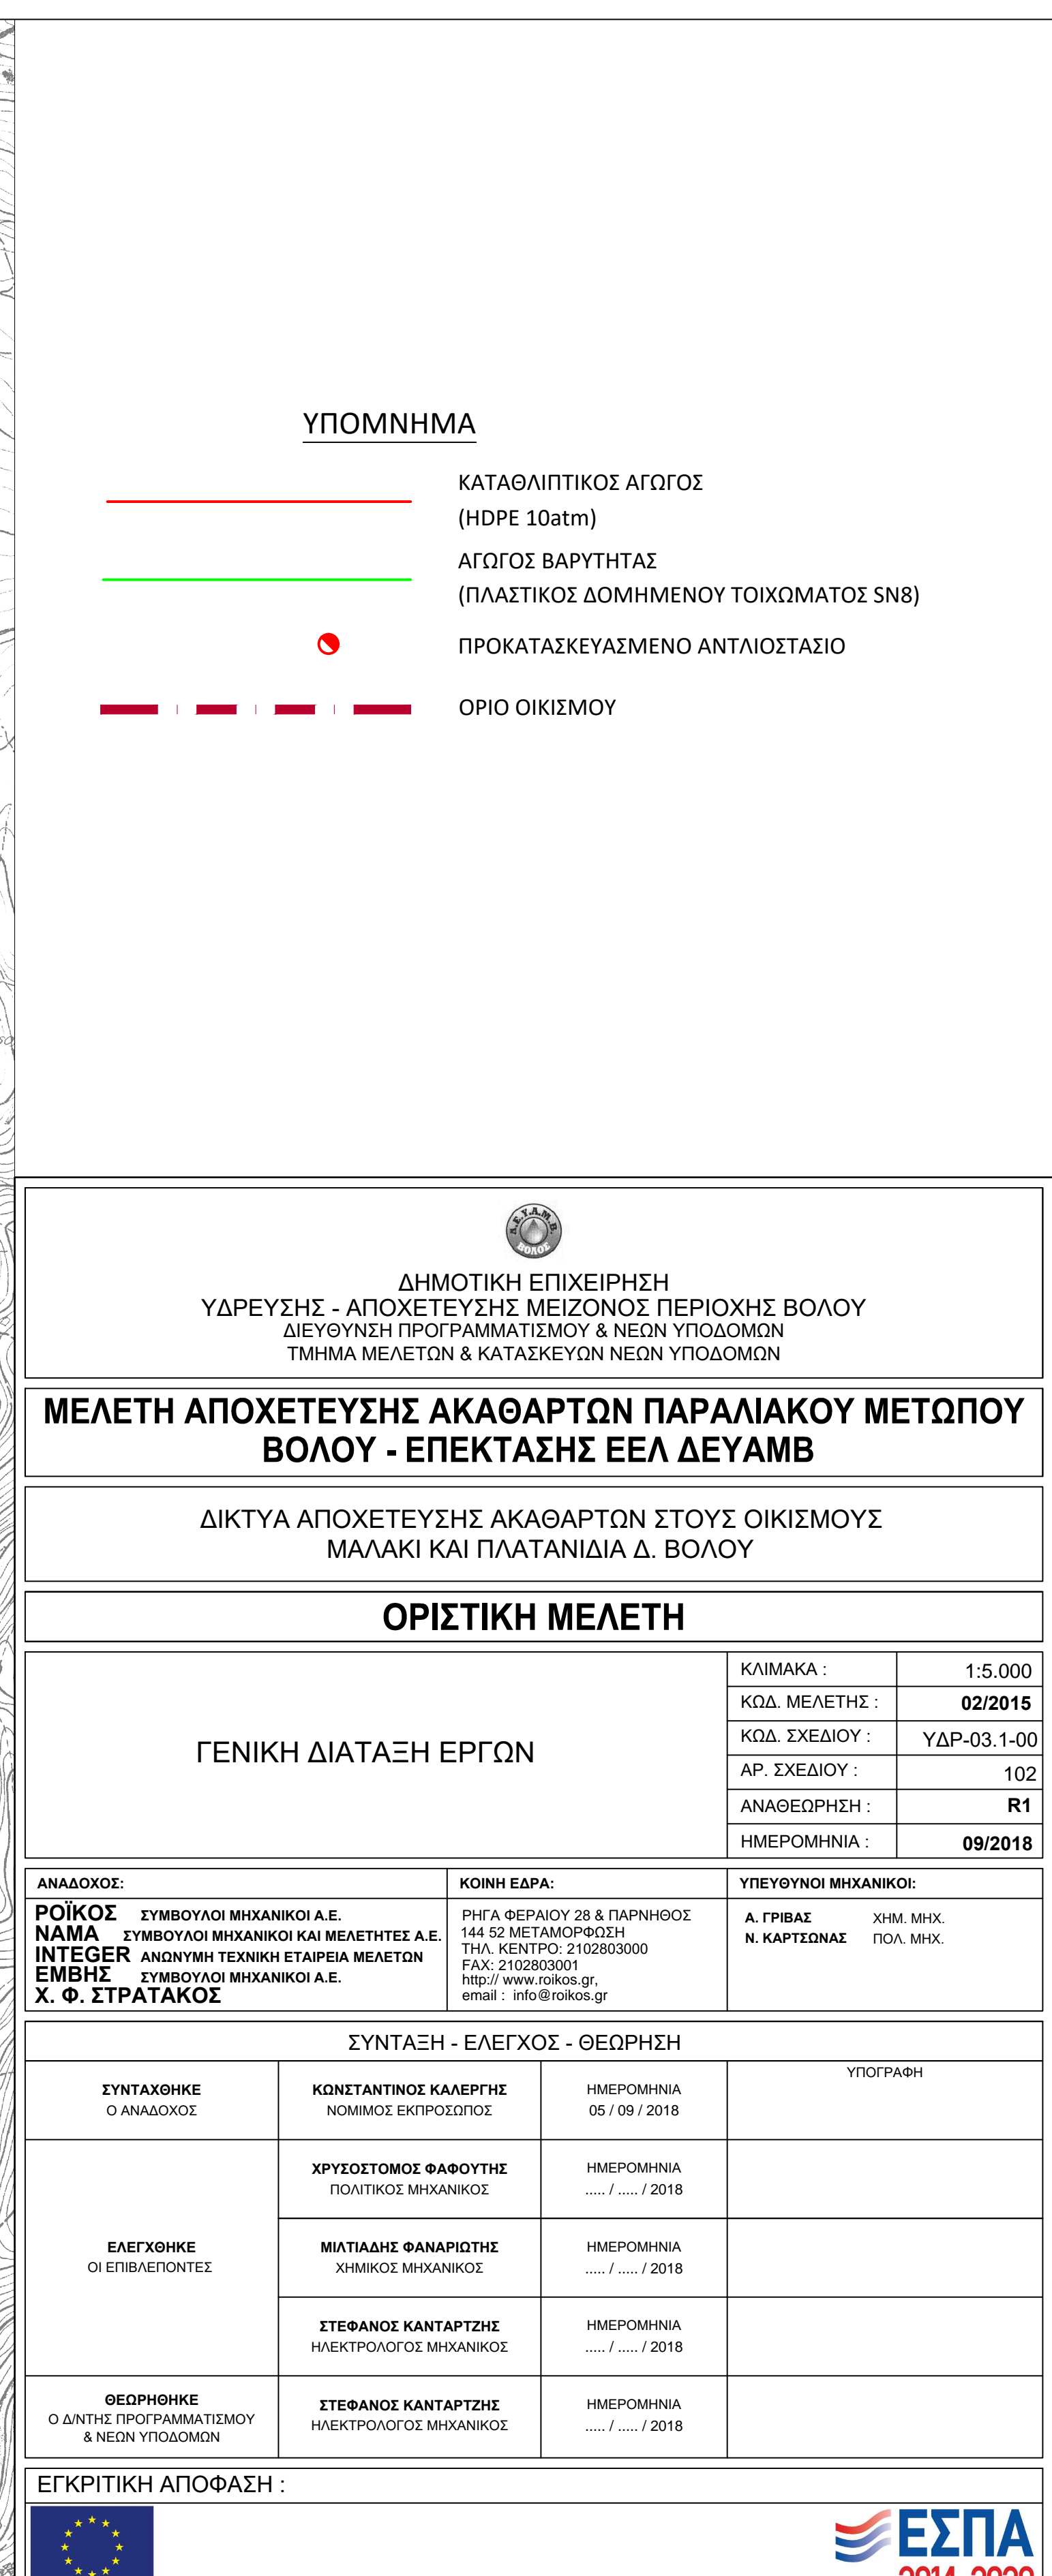 ΥΠΟΜΝΗΜΑ
ΚΑΤΑΘΛΙΠΤΙΚΟΣ ΑΓΩΓΟΣ
(HDPE 10atm)
ΑΓΩΓΟΣ ΒΑΡΥΤΗΤΑΣ
(ΠΛΑΣΤΙΚΟΣ ΔΟΜΗΜΕΝΟΥ ΤΟΙΧΩΜΑΤΟΣ SN8)
ΠΡΟΚΑΤΑΣΚΕΥΑΣΜΕΝΟ ΑΝΤΛΙΟΣΤΑΣΙΟ
ΟΡΙΟ ΟΙΚΙΣΜΟΥ
Δ.Ε.Υ.Α.Μ.Β.
ΒΟΛΟΣ
ΔΗΜΟΤΙΚΗ ΕΠΙΧΕΙΡΗΣΗ
ΥΔΡΕΥΣΗΣ - ΑΠΟΧΕΤΕΥΣΗΣ ΜΕΙΖΟΝΟΣ ΠΕΡΙΟΧΗΣ ΒΟΛΟΥ
ΔΙΕΥΘΥΝΣΗ ΠΡΟΓΡΑΜΜΑΤΙΣΜΟΥ & ΝΕΩΝ ΥΠΟΔΟΜΩΝ
ΤΜΗΜΑ ΜΕΛΕΤΩΝ & ΚΑΤΑΣΚΕΥΩΝ ΝΕΩΝ ΥΠΟΔΟΜΩΝ
ΜΕΛΕΤΗ ΑΠΟΧΕΤΕΥΣΗΣ ΑΚΑΘΑΡΤΩΝ ΠΑΡΑΛΙΑΚΟΥ ΜΕΤΩΠΟΥ
ΒΟΛΟΥ - ΕΠΕΚΤΑΣΗΣ ΕΕΛ ΔΕΥΑΜΒ
ΔΙΚΤΥΑ ΑΠΟΧΕΤΕΥΣΗΣ ΑΚΑΘΑΡΤΩΝ ΣΤΟΥΣ ΟΙΚΙΣΜΟΥΣ
ΜΑΛΑΚΙ ΚΑΙ ΠΛΑΤΑΝΙΔΙΑ Δ. ΒΟΛΟΥ
ΟΡΙΣΤΙΚΗ ΜΕΛΕΤΗ
ΓΕΝΙΚΗ ΔΙΑΤΑΞΗ ΕΡΓΩΝ
ΚΛΙΜΑΚΑ : 1:5.000
ΚΩΔ. ΜΕΛΕΤΗΣ : 02/2015
ΚΩΔ. ΣΧΕΔΙΟΥ : ΥΔΡ-03.1-00
ΑΡ. ΣΧΕΔΙΟΥ : 102
ΑΝΑΘΕΩΡΗΣΗ : R1
ΗΜΕΡΟΜΗΝΙΑ : 09/2018
ΑΝΑΔΟΧΟΣ:
ΡΟΪΚΟΣ ΣΥΜΒΟΥΛΟΙ ΜΗΧΑΝΙΚΟΙ Α.Ε.
ΝΑΜΑ ΣΥΜΒΟΥΛΟΙ ΜΗΧΑΝΙΚΟΙ ΚΑΙ ΜΕΛΕΤΗΤΕΣ Α.Ε.
INTEGER ΑΝΩΝΥΜΗ ΤΕΧΝΙΚΗ ΕΤΑΙΡΕΙΑ ΜΕΛΕΤΩΝ
ΕΜΒΗΣ ΣΥΜΒΟΥΛΟΙ ΜΗΧΑΝΙΚΟΙ Α.Ε.
Χ. Φ. ΣΤΡΑΤΑΚΟΣ
ΚΟΙΝΗ ΕΔΡΑ:
ΡΗΓΑ ΦΕΡΑΙΟΥ 28 & ΠΑΡΝΗΘΟΣ
144 52 ΜΕΤΑΜΟΡΦΩΣΗ
ΤΗΛ. ΚΕΝΤΡΟ: 2102803000
FAX: 2102803001
http:// www.roikos.gr,
email : info@roikos.gr
ΥΠΕΥΘΥΝΟΙ ΜΗΧΑΝΙΚΟΙ:
Α. ΓΡΙΒΑΣ ΧΗΜ. ΜΗΧ.
Ν. ΚΑΡΤΣΩΝΑΣ ΠΟΛ. ΜΗΧ.
ΣΥΝΤΑΞΗ - ΕΛΕΓΧΟΣ - ΘΕΩΡΗΣΗ
ΣΥΝΤΑΧΘΗΚΕ
Ο ΑΝΑΔΟΧΟΣ
ΚΩΝΣΤΑΝΤΙΝΟΣ ΚΑΛΕΡΓΗΣ
ΝΟΜΙΜΟΣ ΕΚΠΡΟΣΩΠΟΣ
ΗΜΕΡΟΜΗΝΙΑ
05 / 09 / 2018
ΥΠΟΓΡΑΦΗ
ΕΛΕΓΧΘΗΚΕ
ΟΙ ΕΠΙΒΛΕΠΟΝΤΕΣ
ΧΡΥΣΟΣΤΟΜΟΣ ΦΑΦΟΥΤΗΣ
ΠΟΛΙΤΙΚΟΣ ΜΗΧΑΝΙΚΟΣ
ΗΜΕΡΟΜΗΝΙΑ
..... / ..... / 2018
ΜΙΛΤΙΑΔΗΣ ΦΑΝΑΡΙΩΤΗΣ
ΧΗΜΙΚΟΣ ΜΗΧΑΝΙΚΟΣ
ΗΜΕΡΟΜΗΝΙΑ
..... / ..... / 2018
ΣΤΕΦΑΝΟΣ ΚΑΝΤΑΡΤΖΗΣ
ΗΛΕΚΤΡΟΛΟΓΟΣ ΜΗΧΑΝΙΚΟΣ
ΗΜΕΡΟΜΗΝΙΑ
..... / ..... / 2018
ΘΕΩΡΗΘΗΚΕ
Ο Δ/ΝΤΗΣ ΠΡΟΓΡΑΜΜΑΤΙΣΜΟΥ
& ΝΕΩΝ ΥΠΟΔΟΜΩΝ
ΣΤΕΦΑΝΟΣ ΚΑΝΤΑΡΤΖΗΣ
ΗΛΕΚΤΡΟΛΟΓΟΣ ΜΗΧΑΝΙΚΟΣ
ΗΜΕΡΟΜΗΝΙΑ
..... / ..... / 2018
ΕΓΚΡΙΤΙΚΗ ΑΠΟΦΑΣΗ :
ΕΣΠΑ
2014-2020